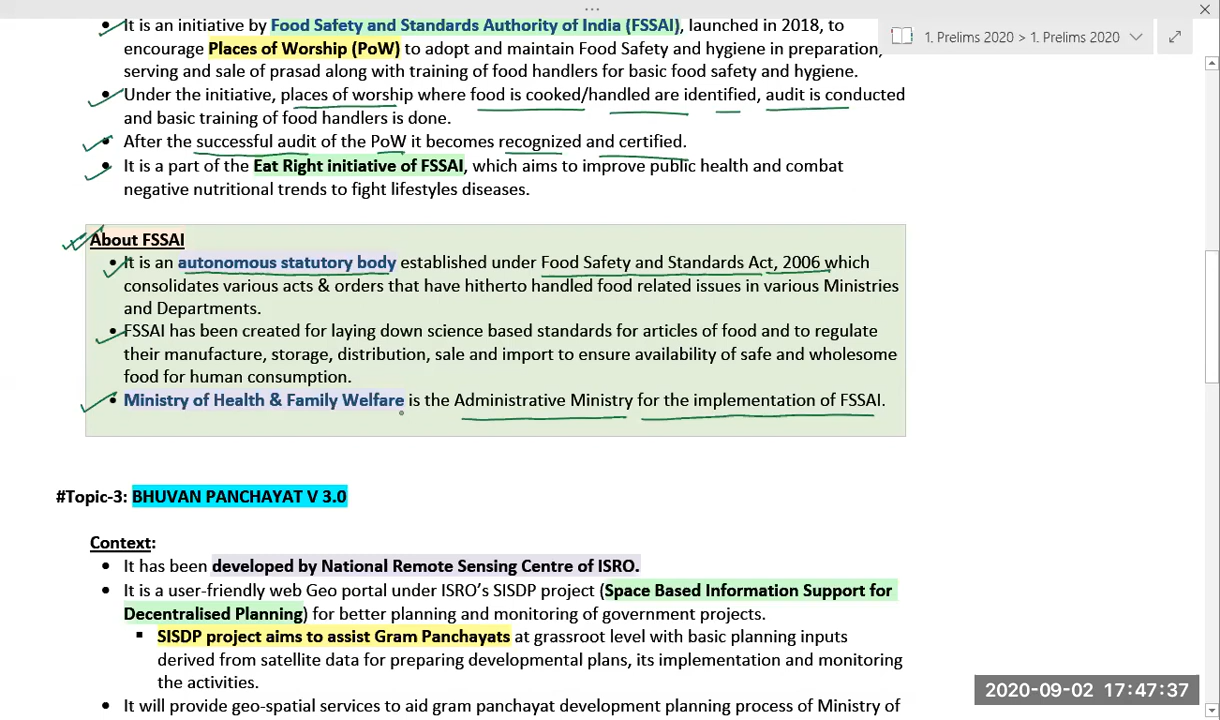 ...
1. Prelims 2020 > 1. Prelims 2020
• It is an initiative by Food Safety and Standards Authority of India (FSSAI), launched in 2018, to
encourage Places of Worship (PoW) to adopt and maintain Food Safety and hygiene in preparation,
serving and sale of prasad along with training of food handlers for basic food safety and hygiene.
• Under the initiative, places of worship where food is cooked/handled are identified, audit is conducted
and basic training of food handlers is done.
• After the successful audit of the PoW it becomes recognized and certified.
• It is a part of the Eat Right initiative of FSSAI, which aims to improve public health and combat
negative nutritional trends to fight lifestyles diseases.
About FSSAI
• It is an autonomous statutory body established under Food Safety and Standards Act, 2006 which
consolidates various acts & orders that have hitherto handled food related issues in various Ministries
and Departments.
• FSSAI has been created for laying down science based standards for articles of food and to regulate
their manufacture, storage, distribution, sale and import to ensure availability of safe and wholesome
food for human consumption.
• Ministry of Health & Family Welfare is the Administrative Ministry for the implementation of FSSAI.
#Topic-3: BHUVAN PANCHAYAT V 3.0
Context:
• It has been developed by National Remote Sensing Centre of ISRO.
• It is a user-friendly web Geo portal under ISRO's SISDP project (Space Based Information Support for
Decentralised Planning) for better planning and monitoring of government projects.
▪ SISDP project aims to assist Gram Panchayats at grassroot level with basic planning inputs
derived from satellite data for preparing developmental plans, its implementation and monitoring
the activities.
• It will provide geo-spatial services to aid gram panchayat development planning process of Ministry of
2020-09-02 17:47:37